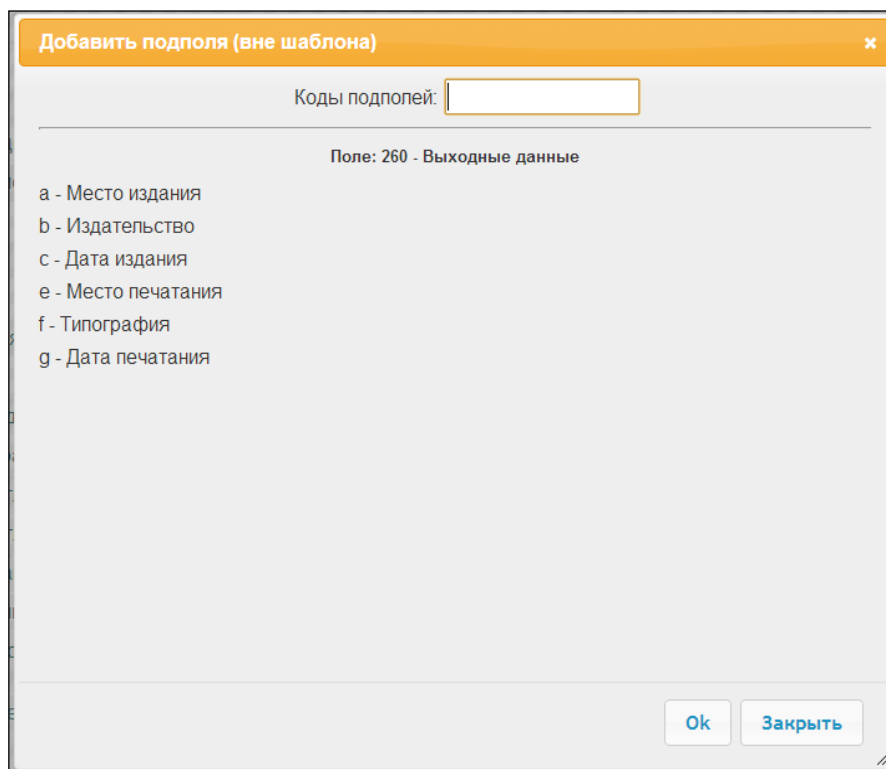 Добавить подполя (вне шаблона)
Коды подполей:
Поле: 260 - Выходные данные
a - Место издания
b - Издательство
c - Дата издания
e - Место печатания
f - Типография
g - Дата печатания
Ok Закрыть